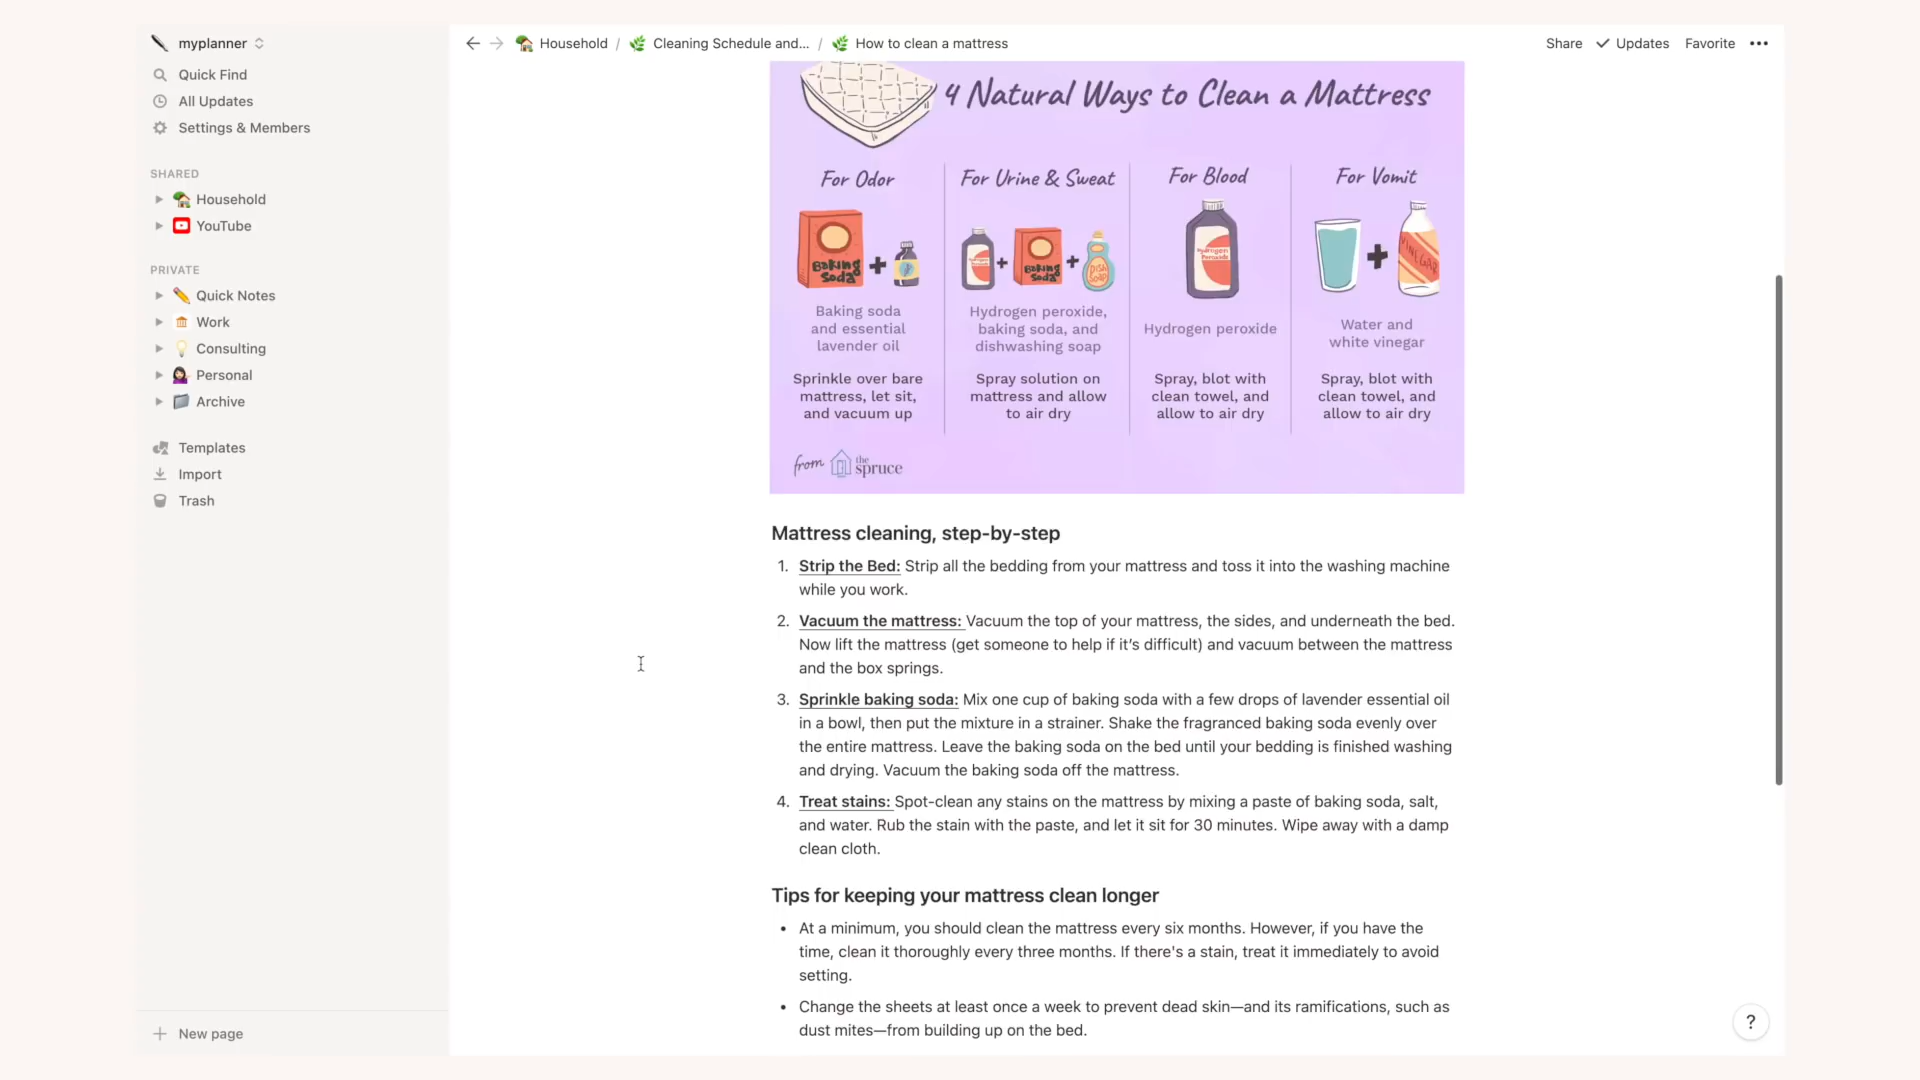 myplanner
Quick Find
All Updates
Settings & Members
SHARED
Household
YouTube
PRIVATE
Quick Notes
Work
Consulting
Personal
Archive
Templates
Import
Trash
New page
Household / Cleaning Schedule and... / How to clean a mattress
Share Updates Favorite
4 Natural Ways to Clean a Mattress
For Odor
Baking Soda
Baking soda
and essential
lavender oil
Sprinkle over bare
mattress, let sit,
and vacuum up
For Urine & Sweat
Hydrogen Peroxide
Baking Soda
Dish Soap
Hydrogen peroxide,
baking soda, and
dishwashing soap
Spray solution on
mattress and allow
to air dry
For Blood
Hydrogen Peroxide
Hydrogen peroxide
Spray, blot with
clean towel, and
allow to air dry
For Vomit
VINEGAR
Water and
white vinegar
Spray, blot with
clean towel, and
allow to air dry
from the spruce
Mattress cleaning, step-by-step
1. Strip the Bed: Strip all the bedding from your mattress and toss it into the washing machine
while you work.
2. Vacuum the mattress: Vacuum the top of your mattress, the sides, and underneath the bed.
Now lift the mattress (get someone to help if it’s difficult) and vacuum between the mattress
and the box springs.
3. Sprinkle baking soda: Mix one cup of baking soda with a few drops of lavender essential oil
in a bowl, then put the mixture in a strainer. Shake the fragranced baking soda evenly over
the entire mattress. Leave the baking soda on the bed until your bedding is finished washing
and drying. Vacuum the baking soda off the mattress.
4. Treat stains: Spot-clean any stains on the mattress by mixing a paste of baking soda, salt,
and water. Rub the stain with the paste, and let it sit for 30 minutes. Wipe away with a damp
clean cloth.
Tips for keeping your mattress clean longer
• At a minimum, you should clean the mattress every six months. However, if you have the
time, clean it thoroughly every three months. If there's a stain, treat it immediately to avoid
setting.
• Change the sheets at least once a week to prevent dead skin—and its ramifications, such as
dust mites—from building up on the bed.
?